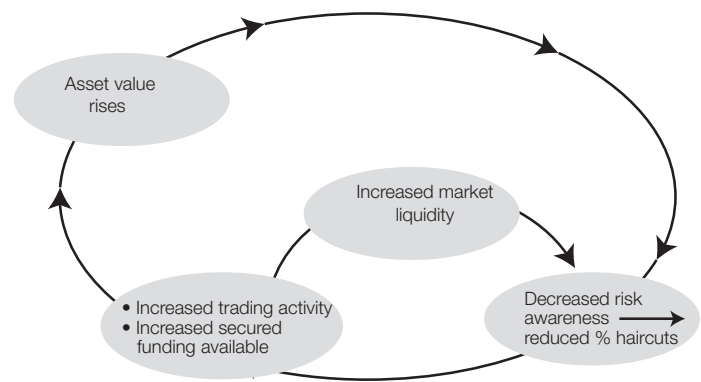 Asset value
rises
Increased market
liquidity
• Increased trading activity
• Increased secured
funding available
Decreased risk
awareness
reduced % haircuts